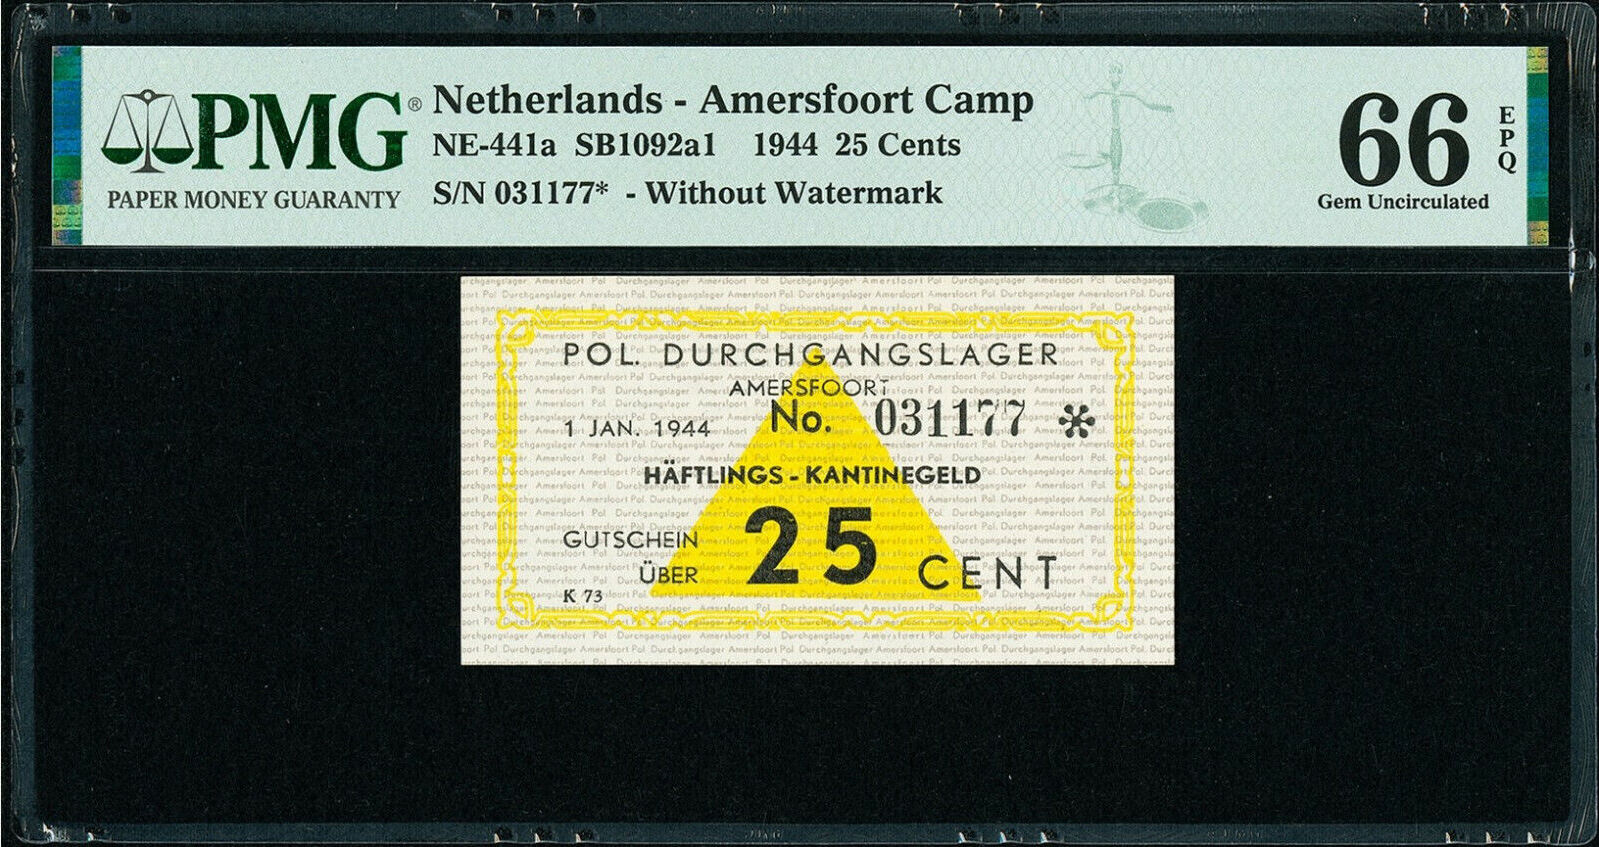 PMG®
PAPER MONEY GUARANTY
Netherlands - Amersfoort Camp
NE-441a SB1092a1 1944 25 Cents
S/N 031177* - Without Watermark
66
EPQ
Gem Uncirculated
POL. DURCHGANGSLAGER
AMERSFOORT
1 JAN. 1944 No. 031177 *
HÄFTLINGS - KANTINEGELD
GUTSCHEIN
ÜBER 25 CENT
K 73